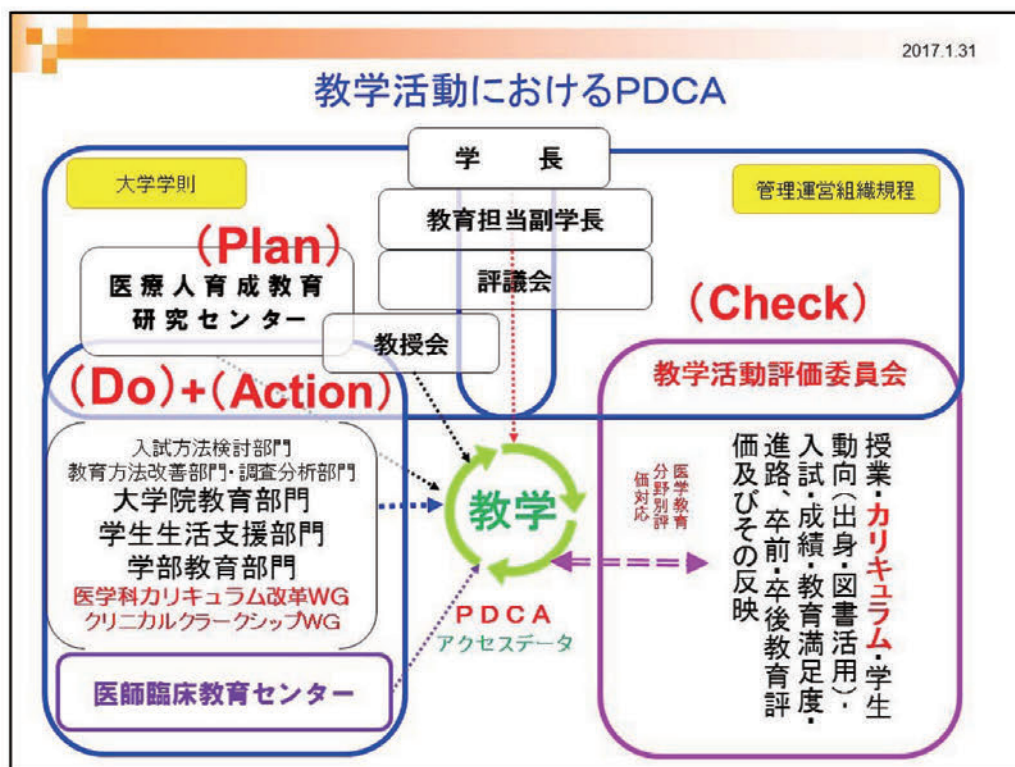 2017.1.31
教学活動におけるPDCA
学　　長
大学学則
管理運営組織規程
教育担当副学長
(Plan)
評議会
医療人育成教育
研究センター
(Check)
教授会
教学活動評価委員会
(Do)+(Action)
入試方法検討部門
教育方法改善部門・調査分析部門
大学院教育部門
学生生活支援部門
学部教育部門
医学科カリキュラム改革WG
クリニカルクラークシップWG
医師臨床教育センター
教学
PDCA
アクセスデータ
医学教育
分野別評
価対応
授業・カリキュラム・学生
動向(出身・図書活用)・
入試・成績・教育満足度・
進路、卒前・卒後教育評
価及びその反映